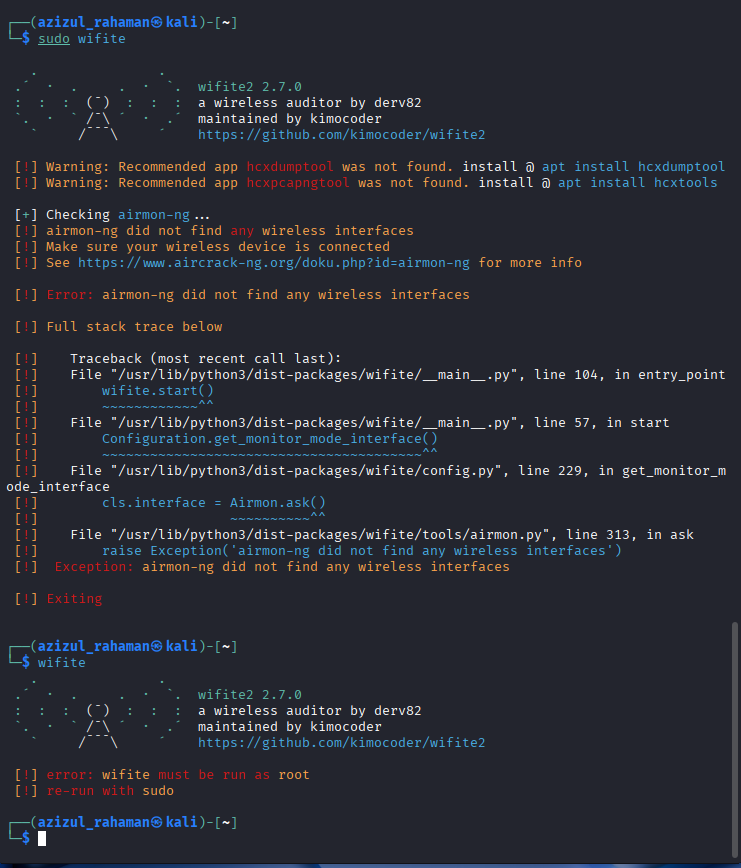 ┌──(azizul_rahaman㉿kali)-[~]
└─$ sudo wifite

   .               .
 .´  ·  .     .  ·  `.  wifite2 2.7.0
 :  :  :  (¯)  :  :  :  a wireless auditor by derv82
 `.  ·  ` /¯\ ´  ·  .´  maintained by kimocoder
   `     /¯¯¯\     ´    https://github.com/kimocoder/wifite2

 [!] Warning: Recommended app hcxdumptool was not found. install @ apt install hcxdumptool
 [!] Warning: Recommended app hcxpcapngtool was not found. install @ apt install hcxtools

 [+] Checking airmon-ng...
 [!] airmon-ng did not find any wireless interfaces
 [!] Make sure your wireless device is connected
 [!] See https://www.aircrack-ng.org/doku.php?id=airmon-ng for more info

 [!] Error: airmon-ng did not find any wireless interfaces

 [!] Full stack trace below

 [!]    Traceback (most recent call last):
 [!]    File "/usr/lib/python3/dist-packages/wifite/__main__.py", line 104, in entry_point
 [!]        wifite.start()
 [!]        ~~~~~~~~~~~~^^
 [!]    File "/usr/lib/python3/dist-packages/wifite/__main__.py", line 57, in start
 [!]        Configuration.get_monitor_mode_interface()
 [!]        ~~~~~~~~~~~~~~~~~~~~~~~~~~~~~~~~~~~~~~~~^^
 [!]    File "/usr/lib/python3/dist-packages/wifite/config.py", line 229, in get_monitor_m
ode_interface
 [!]        cls.interface = Airmon.ask()
 [!]                        ~~~~~~~~~~^^
 [!]    File "/usr/lib/python3/dist-packages/wifite/tools/airmon.py", line 313, in ask
 [!]        raise Exception('airmon-ng did not find any wireless interfaces')
 [!]  Exception: airmon-ng did not find any wireless interfaces

 [!] Exiting

┌──(azizul_rahaman㉿kali)-[~]
└─$ wifite
   .               .
 .´  ·  .     .  ·  `.  wifite2 2.7.0
 :  :  :  (¯)  :  :  :  a wireless auditor by derv82
 `.  ·  ` /¯\ ´  ·  .´  maintained by kimocoder
   `     /¯¯¯\     ´    https://github.com/kimocoder/wifite2

 [!] error: wifite must be run as root
 [!] re-run with sudo

┌──(azizul_rahaman㉿kali)-[~]
└─$